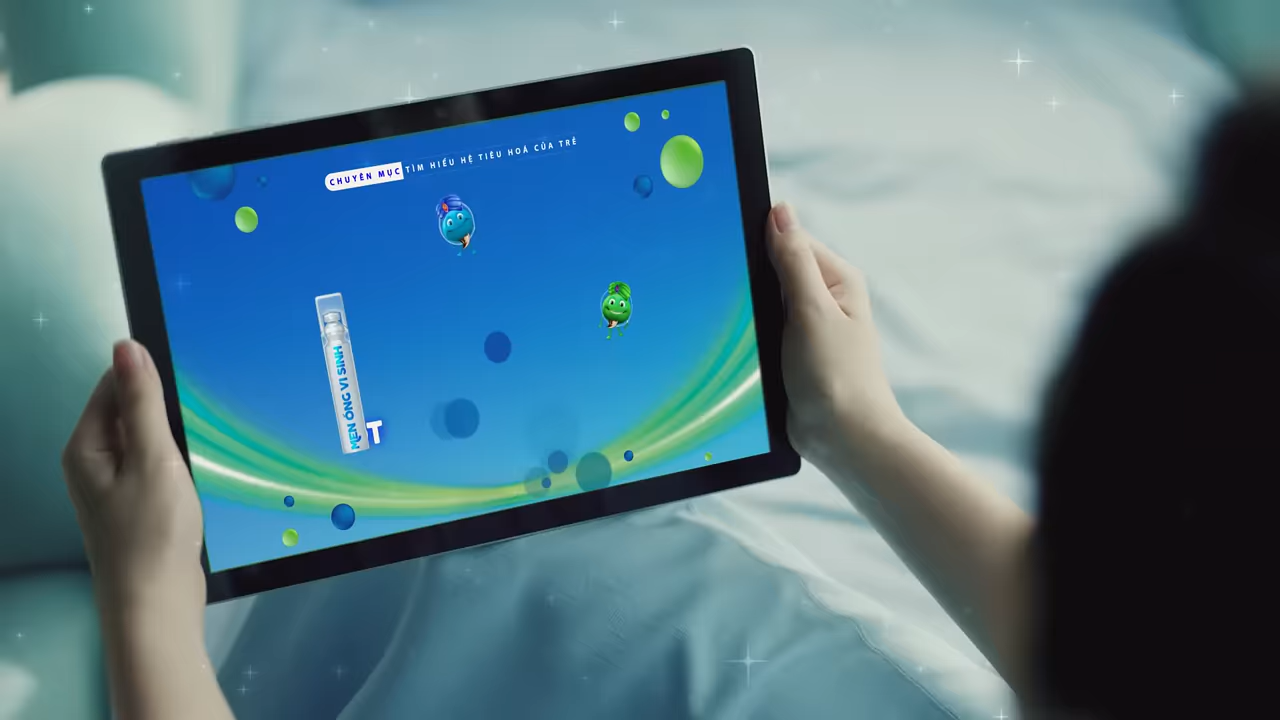 CHUYÊN MỤC TÌM HIỂU HỆ TIÊU HOÁ CỦA TRẺ
MEN ỐNG VI SINH
T